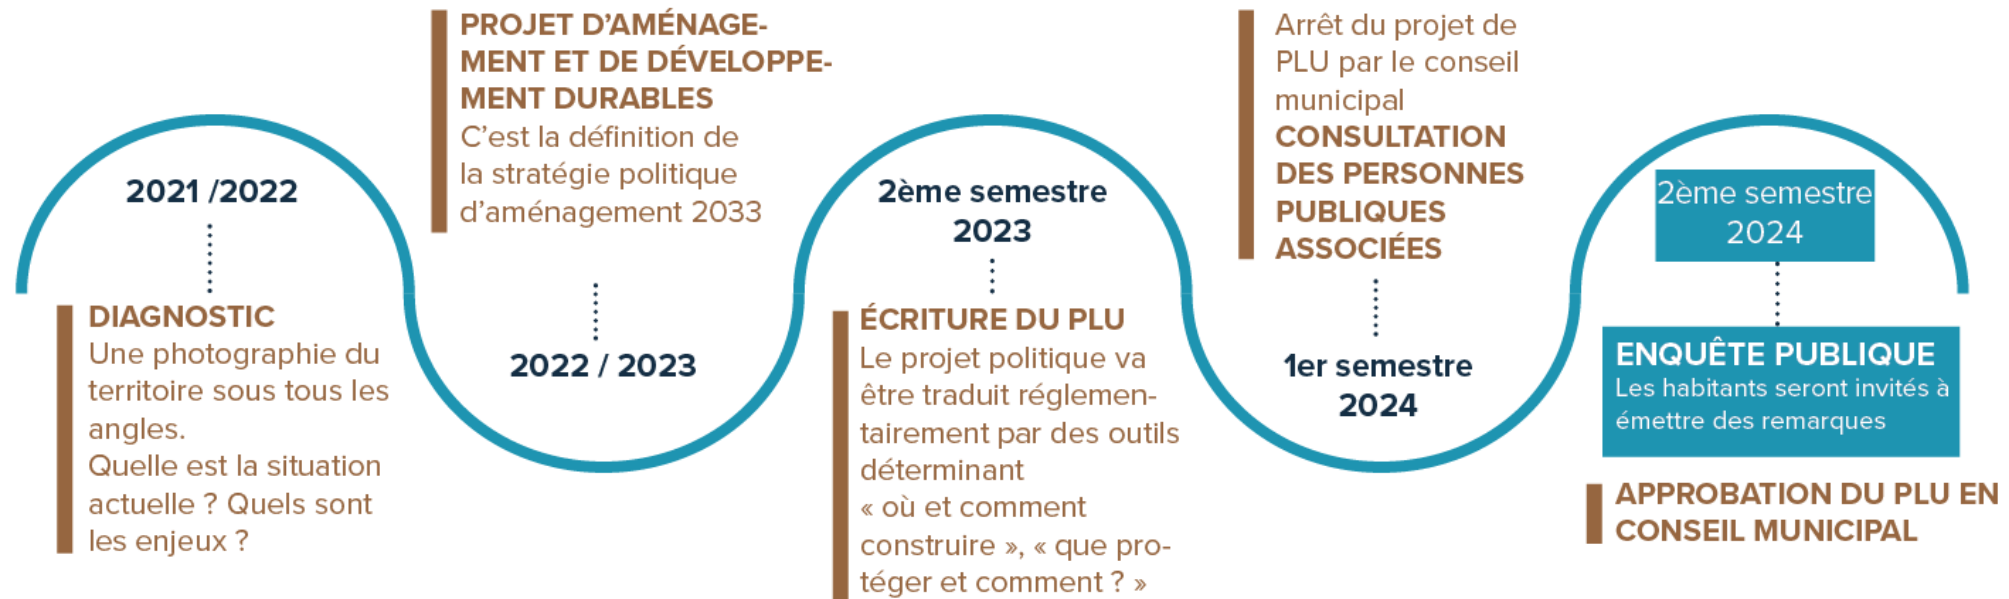 2021 /2022
DIAGNOSTIC
Une photographie du
territoire sous tous les
angles.
Quelle est la situation
actuelle ? Quels sont
les enjeux ?
PROJET D’AMÉNAGE-
MENT ET DE DÉVELOPPE-
MENT DURABLES
C’est la définition de
la stratégie politique
d’aménagement 2033
2022 / 2023
2ème semestre
2023
ÉCRITURE DU PLU
Le projet politique va
être traduit réglemen-
tairement par des outils
déterminant
« où et comment
construire », « que pro-
téger et comment ? »
Arrêt du projet de
PLU par le conseil
municipal
CONSULTATION
DES PERSONNES
PUBLIQUES
ASSOCIÉES
1er semestre
2024
2ème semestre
2024
ENQUÊTE PUBLIQUE
Les habitants seront invités à
émettre des remarques
APPROBATION DU PLU EN
CONSEIL MUNICIPAL